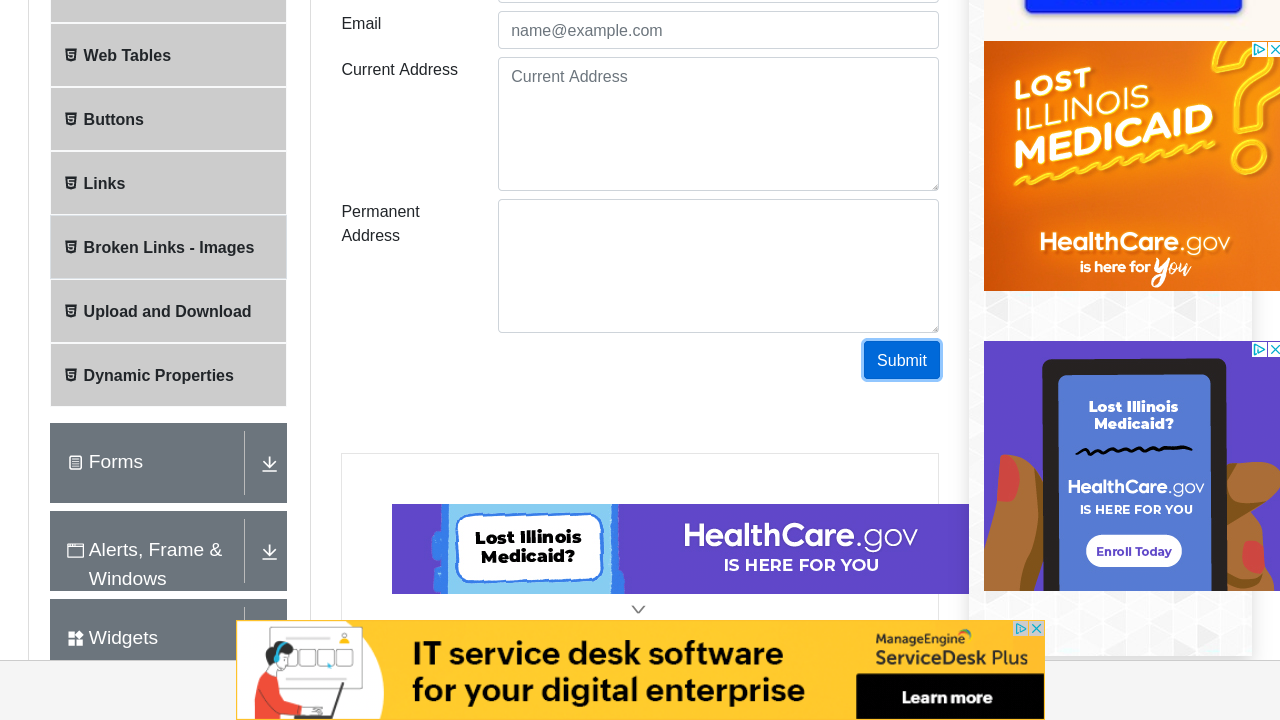 Email
name@example.com
Current Address
Current Address
Permanent
Address
Submit
Web Tables
Buttons
Links
Broken Links - Images
Upload and Download
Dynamic Properties
Forms
Alerts, Frame &
Windows
Widgets
LOST
ILLINOIS
MEDICAID
?
HealthCare.gov
is here for you
Lost Illinois
Medicaid?
HealthCare.gov
IS HERE FOR YOU
Enroll Today
Lost Illinois
Medicaid?
HealthCare.gov
IS HERE FOR YOU
IT service desk software
for your digital enterprise
ManageEngine
ServiceDesk Plus
Learn more